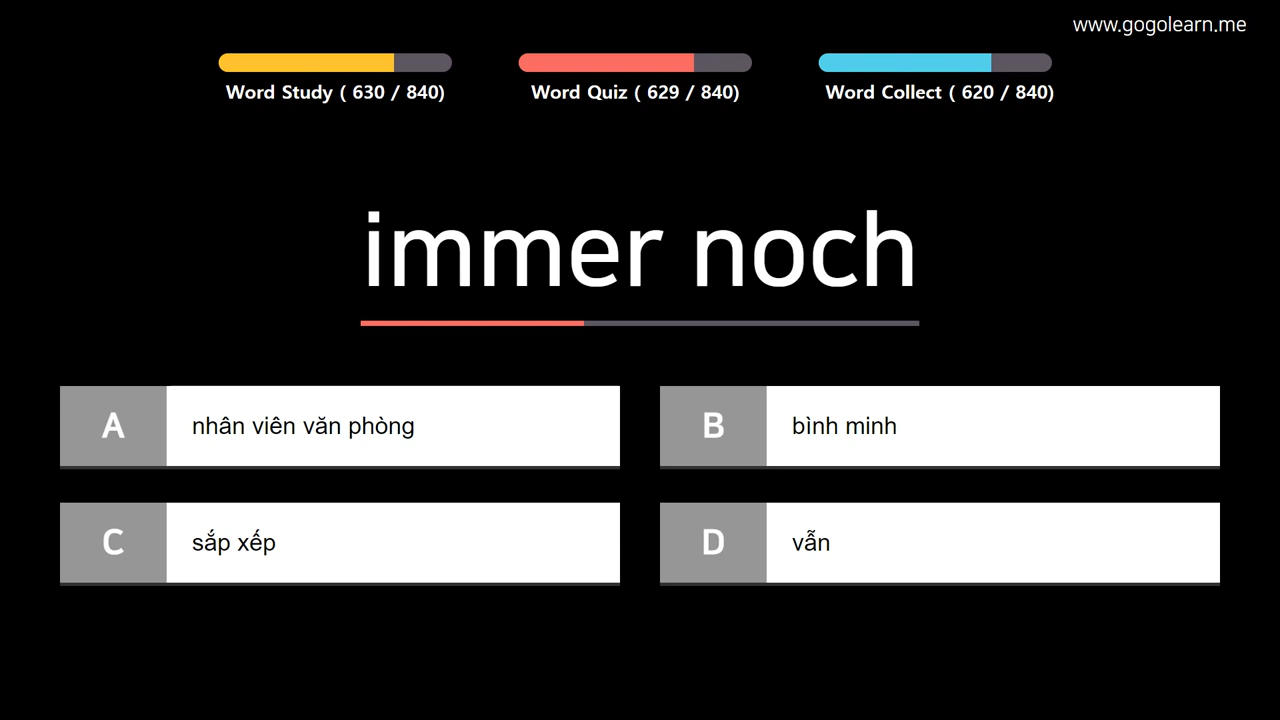 www.gogolearn.me
Word Study ( 630 / 840)
Word Quiz ( 629 / 840)
Word Collect ( 620 / 840)
immer noch
A
nhân viên văn phòng
B
bình minh
C
sắp xếp
D
vẫn